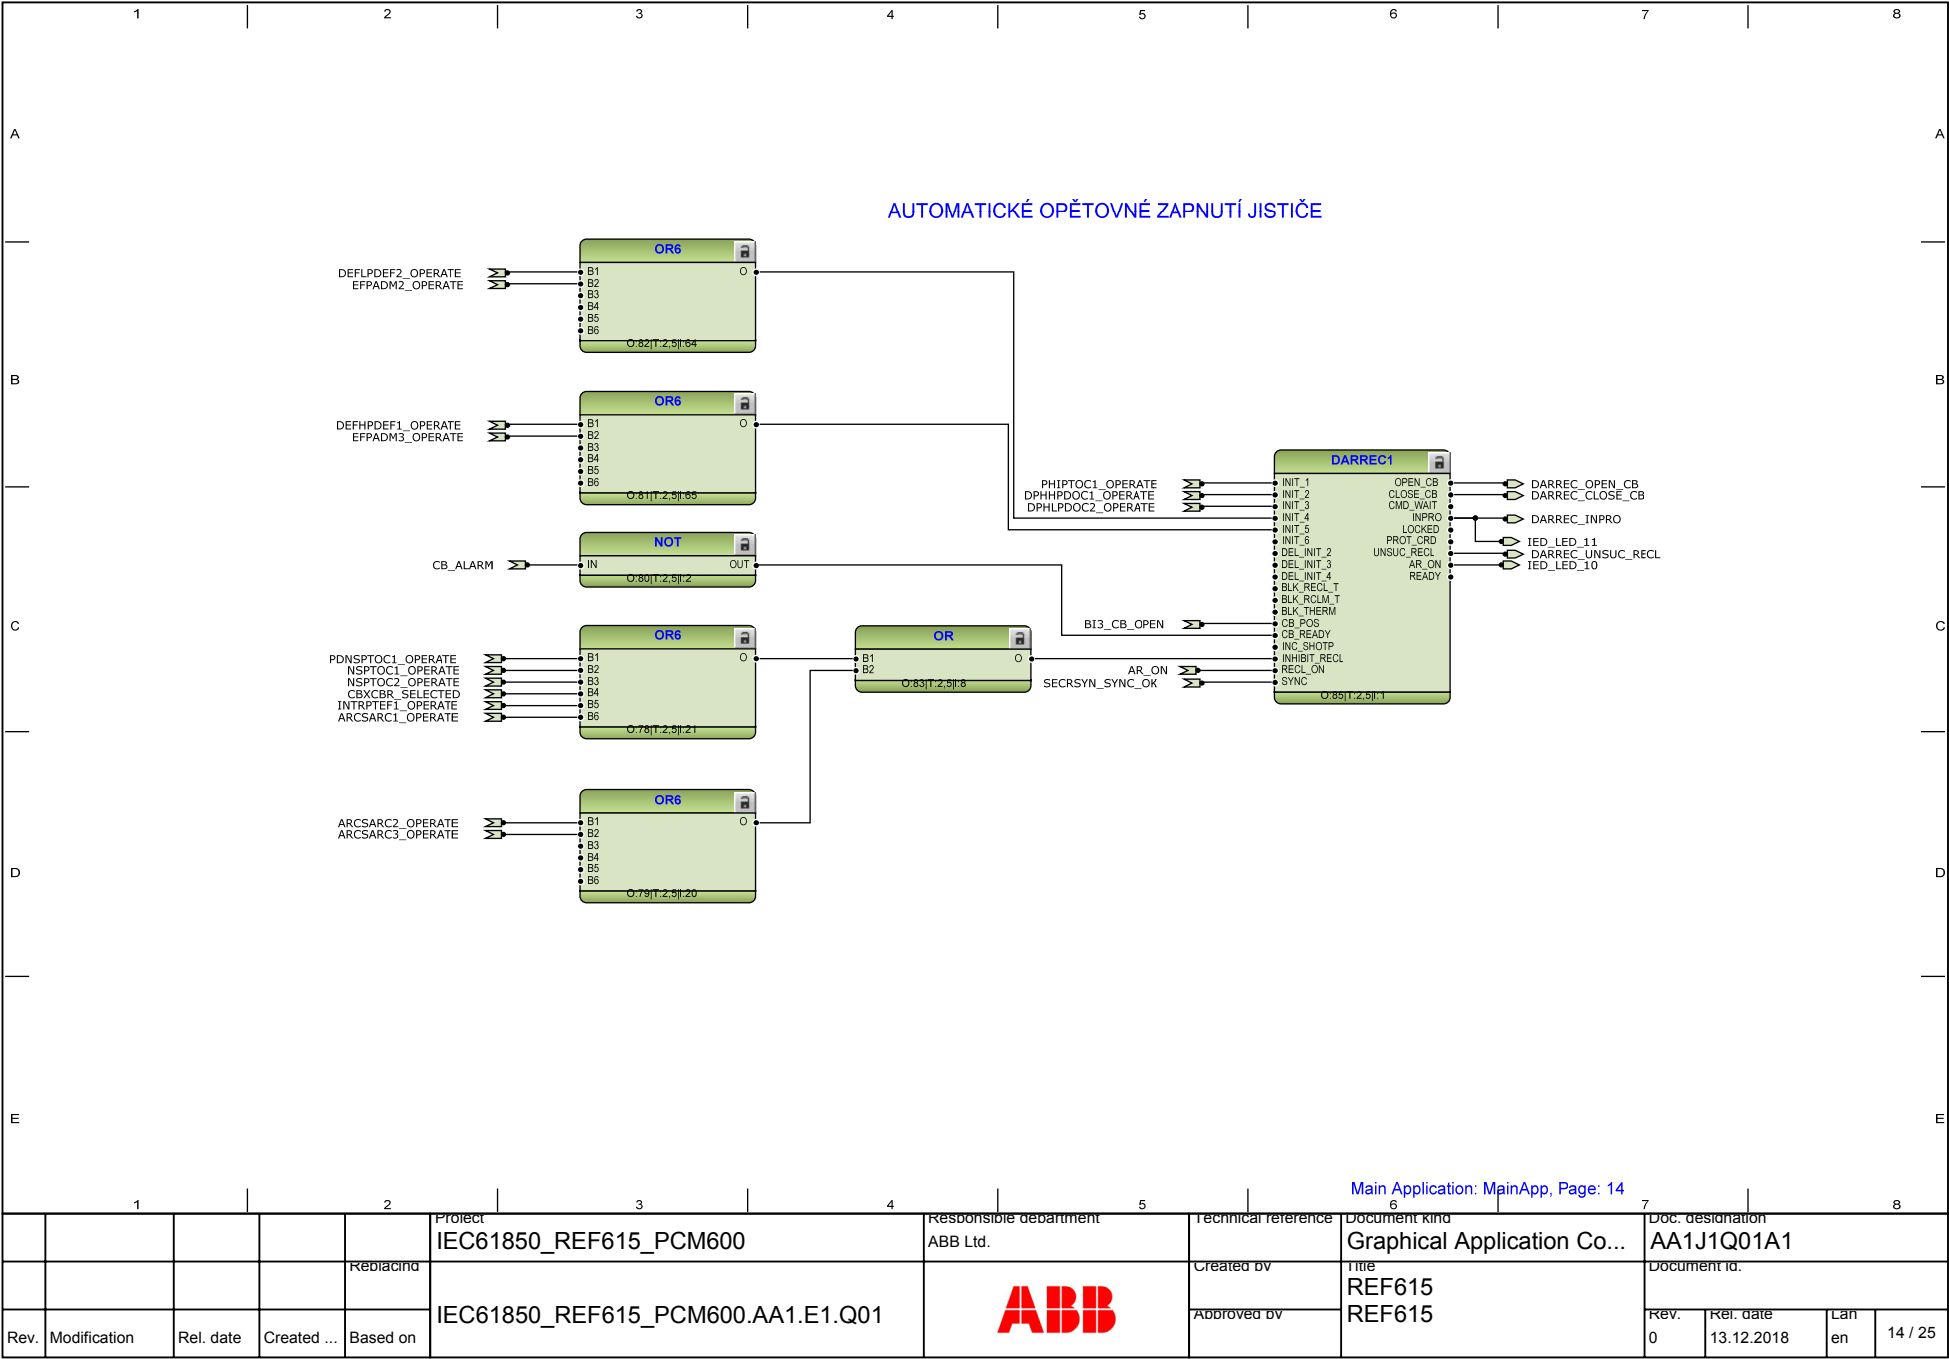 1 2 3 4 5 6 7 8
A A
AUTOMATICKÉ OPĚTOVNÉ ZAPNUTÍ JISTIČE
OR6
DEFLPDEF2_OPERATE B1 O
EFPADM2_OPERATE B2
B3
B4
B5
B6
O:82|T:2,5|I:64
B B
OR6
DEFHPDEF1_OPERATE B1 O
EFPADM3_OPERATE B2
B3
B4
B5
B6
O:81|T:2,5|I:65
NOT
CB_ALARM IN OUT
O:80|T:2,5|I:2
DARREC1
PHIPTOC1_OPERATE INIT_1 OPEN_CB DARREC_OPEN_CB
DPHHPDOC1_OPERATE INIT_2 CLOSE_CB DARREC_CLOSE_CB
DPHLPDOC2_OPERATE INIT_3 CMD_WAIT
INIT_4 INPRO DARREC_INPRO
INIT_5 LOCKED
INIT_6 PROT_CRD IED_LED_11
DEL_INIT_2 UNSUC_RECL DARREC_UNSUC_RECL
DEL_INIT_3 AR_ON IED_LED_10
DEL_INIT_4 READY
BLK_RECL_T
BLK_RCLM_T
BLK_THERM
BI3_CB_OPEN CB_POS
CB_READY
INC_SHOTP
INHIBIT_RECL
AR_ON RECL_ON
SECRSYN_SYNC_OK SYNC
O:85|T:2,5|I:1
C C
OR6
PDNSPTOC1_OPERATE B1 O
NSPTOC1_OPERATE B2
NSPTOC2_OPERATE B3
CBXCBR_SELECTED B4
INTRPTEF1_OPERATE B5
ARCSARC1_OPERATE B6
O:78|T:2,5|I:21
OR
B1 O
B2
O:83|T:2,5|I:8
OR6
ARCSARC2_OPERATE B1 O
ARCSARC3_OPERATE B2
B3
B4
B5
B6
O:79|T:2,5|I:20
D D
E E
Main Application: MainApp, Page: 14
1 2 3 4 5 6 7 8
Project Responsible department Technical reference Document kind Doc. designation
IEC61850_REF615_PCM600 ABB Ltd. Graphical Application Co... AA1J1Q01A1
Replacing Created by Title Document id.
REF615
IEC61850_REF615_PCM600.AA1.E1.Q01 ABB Approved by REF615 Rev. Rel. date Lan
Rev. Modification Rel. date Created ... Based on 0 13.12.2018 en 14 / 25